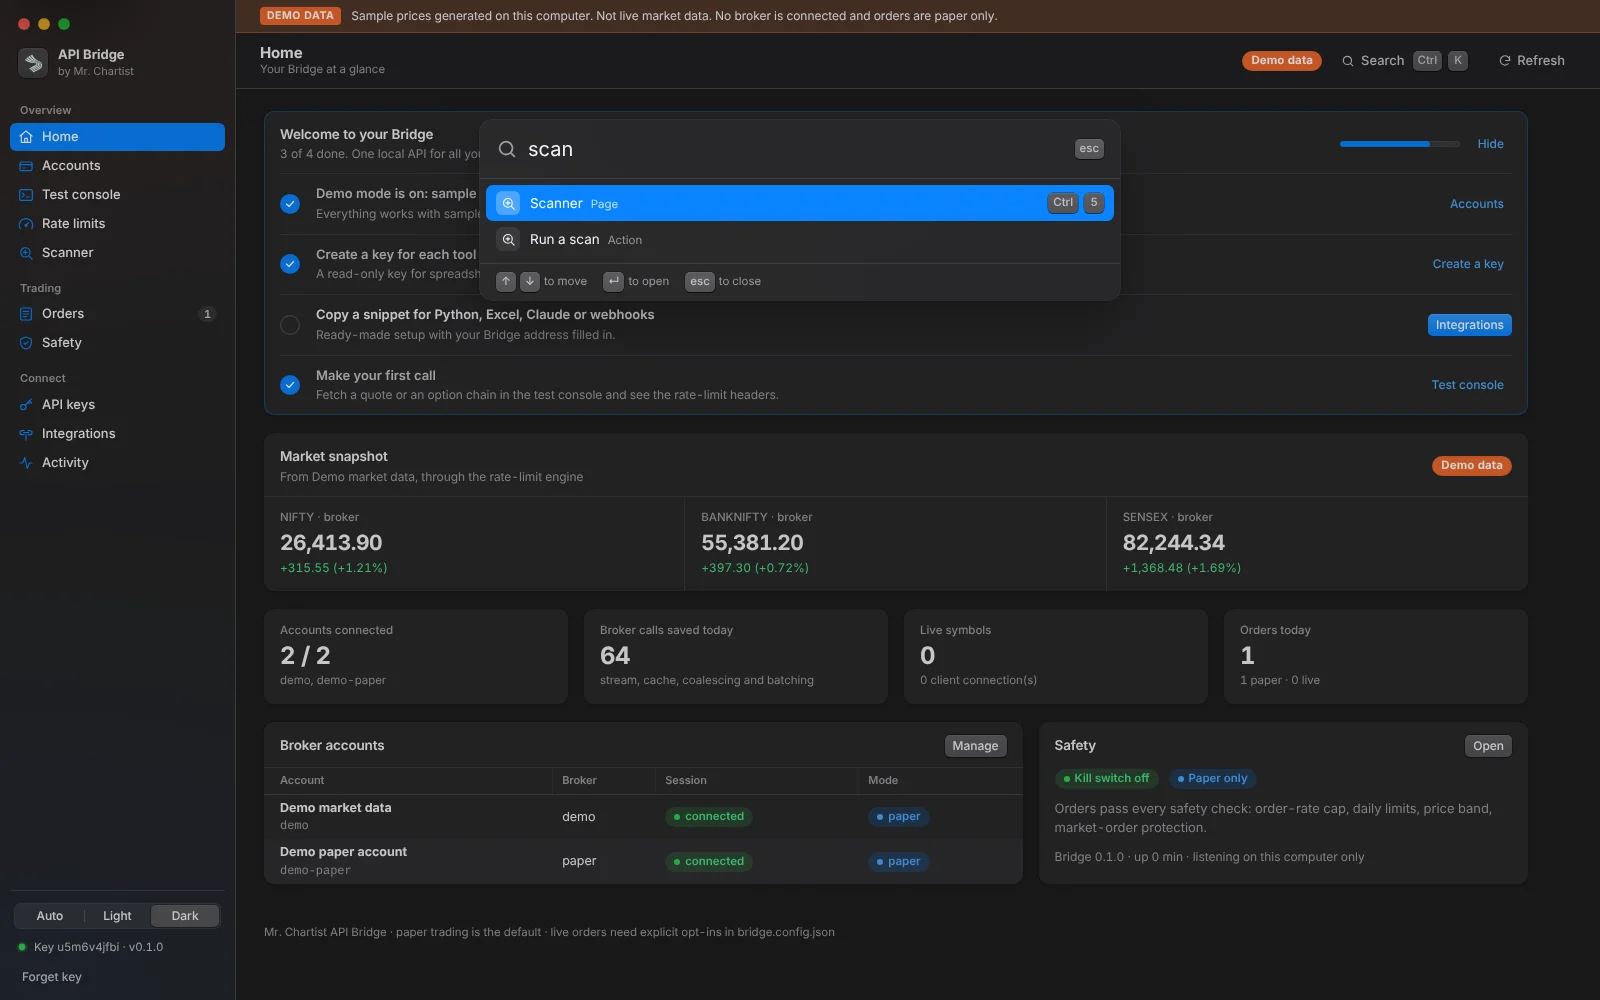 API Bridge
by Mr. Chartist
Overview
Home
Accounts
Test console
Rate limits
Scanner
Trading
Orders 1
Safety
Connect
API keys
Integrations
Activity
Auto Light Dark
Key u5m6v4jfbi · v0.1.0
Forget key
DEMO DATA Sample prices generated on this computer. Not live market data. No broker is connected and orders are paper only.
Home
Your Bridge at a glance
Demo data Search Ctrl K Refresh
scan esc
Scanner Page Ctrl 5
Run a scan Action
↑ ↓ to move ↵ to open esc to close
Welcome to your Bridge
3 of 4 done. One local API for all
Hide
Demo mode is on: sample
Everything works with
Accounts
Create a key for each tool
A read-only key for
Create a key
Copy a snippet for Python, Excel, Claude or webhooks
Ready-made setup with your Bridge address filled in.
Integrations
Make your first call
Fetch a quote or an option chain in the test console and see the rate-limit headers.
Test console
Market snapshot
From Demo market data, through the rate-limit engine
Demo data
NIFTY · broker
26,413.90
+315.55 (+1.21%)
BANKNIFTY · broker
55,381.20
+397.30 (+0.72%)
SENSEX · broker
82,244.34
+1,368.48 (+1.69%)
Accounts connected
2 / 2
demo, demo-paper
Broker calls saved today
64
stream, cache, coalescing and batching
Live symbols
0
0 client connection(s)
Orders today
1
1 paper · 0 live
Broker accounts Manage
Account Broker Session Mode
Demo market data
demo
demo connected paper
Demo paper account
demo-paper
paper connected paper
Safety Open
Kill switch off Paper only
Orders pass every safety check: order-rate cap, daily limits, price band,
market-order protection.
Bridge 0.1.0 · up 0 min · listening on this computer only
Mr. Chartist API Bridge · paper trading is the default · live orders need explicit opt-ins in bridge.config.json